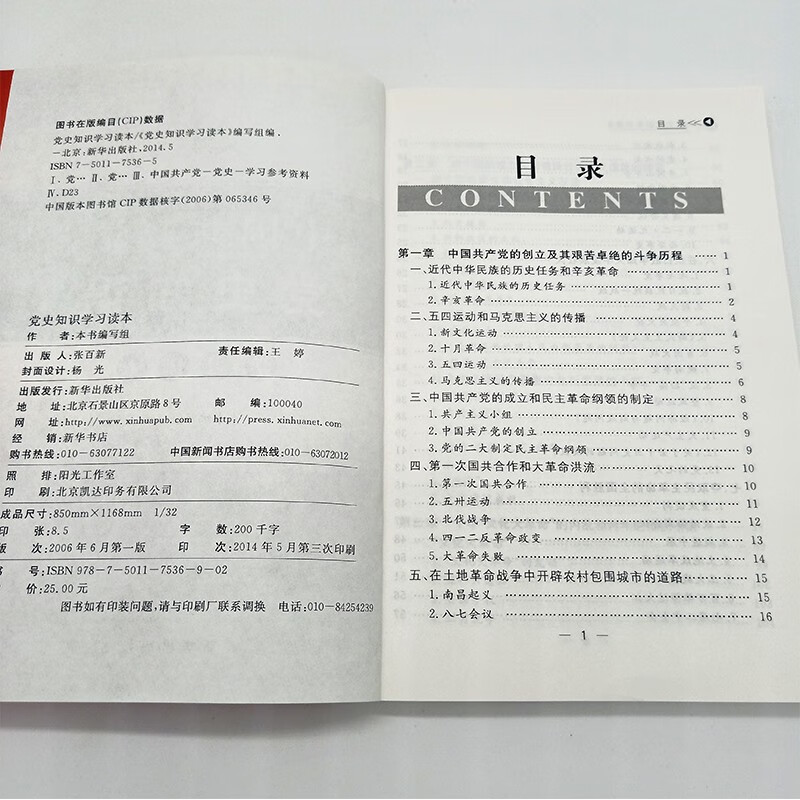 图书在版编目(CIP)数据
党史知识学习读本/《党史知识学习读本》编写组编.
—北京:新华出版社,2014.5
ISBN 7-5011-7536-5
Ⅰ.党… Ⅱ.党… Ⅲ.中国共产党—党史—学习参考资料
Ⅳ.D23
中国版本图书馆CIP数据核字(2006)第065346号
党史知识学习读本
作 者:本书编写组
出 版 人:张百新 责任编辑:王 婷
封面设计:杨 光
出版发行:新华出版社
地 址:北京石景山区京原路8号 邮 编:100040
网 址:http://www.xinhuapub.com http://press.xinhuanet.com
经 销:新华书店
购书热线:010-63077122 中国新闻书店购书热线:010-63072012
照 排:阳光工作室
印 刷:北京凯达印务有限公司
成品尺寸:850mm×1168mm 1/32
印 张:8.5 字 数:200千字
版 次:2006年6月第一版 印 次:2014年5月第三次印刷
书 号:ISBN 978-7-5011-7536-9-02
价:25.00元
图书如有印装问题,请与印刷厂联系调换 电话:010-84254239
目 录
目 录
CONTENTS
第一章 中国共产党的创立及其艰苦卓绝的斗争历程 …… 1
一、近代中华民族的历史任务和辛亥革命 …… 1
1.近代中华民族的历史任务 …… 1
2.辛亥革命 …… 2
二、五四运动和马克思主义的传播 …… 4
1.新文化运动 …… 4
2.十月革命 …… 5
3.五四运动 …… 5
4.马克思主义的传播 …… 6
三、中国共产党的成立和民主革命纲领的制定 …… 8
1.共产主义小组 …… 8
2.中国共产党的创立 …… 9
3.党的二大制定民主革命纲领 …… 9
四、第一次国共合作和大革命洪流 …… 10
1.第一次国共合作 …… 10
2.五卅运动 …… 11
3.北伐战争 …… 12
4.四一二反革命政变 …… 13
5.大革命失败 …… 14
五、在土地革命战争中开辟农村包围城市的道路 …… 15
1.南昌起义 …… 15
2.八七会议 …… 16
— 1 —